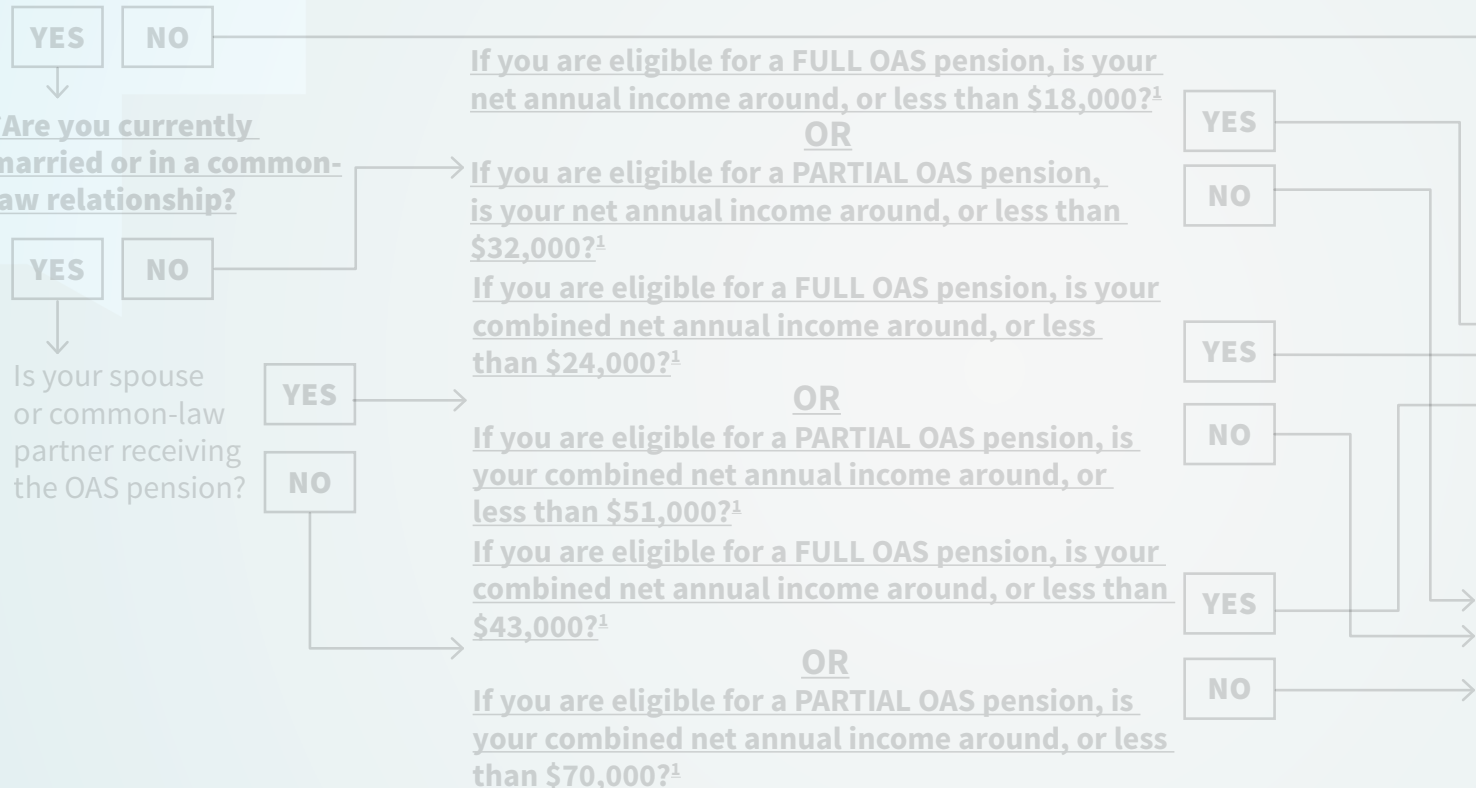 YES NO
If you are eligible for a FULL OAS pension, is your
net annual income around, or less than $18,000?1
OR
If you are eligible for a PARTIAL OAS pension,
is your net annual income around, or less than
$32,000?1
YES
NO
Are you currently
married or in a common-
law relationship?
YES NO
If you are eligible for a FULL OAS pension, is your
combined net annual income around, or less
than $24,000?1
OR
If you are eligible for a PARTIAL OAS pension, is
your combined net annual income around, or
less than $51,000?1
YES
NO
Is your spouse
or common-law
partner receiving
the OAS pension?
YES
NO
If you are eligible for a FULL OAS pension, is your
combined net annual income around, or less than
$43,000?1
OR
If you are eligible for a PARTIAL OAS pension, is
your combined net annual income around, or less
than $70,000?1
YES
NO